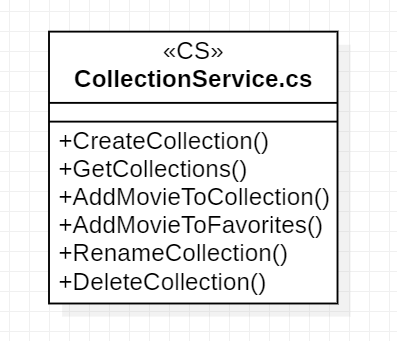 «CS»
CollectionService.cs
+CreateCollection()
+GetCollections()
+AddMovieToCollection()
+AddMovieToFavorites()
+RenameCollection()
+DeleteCollection()